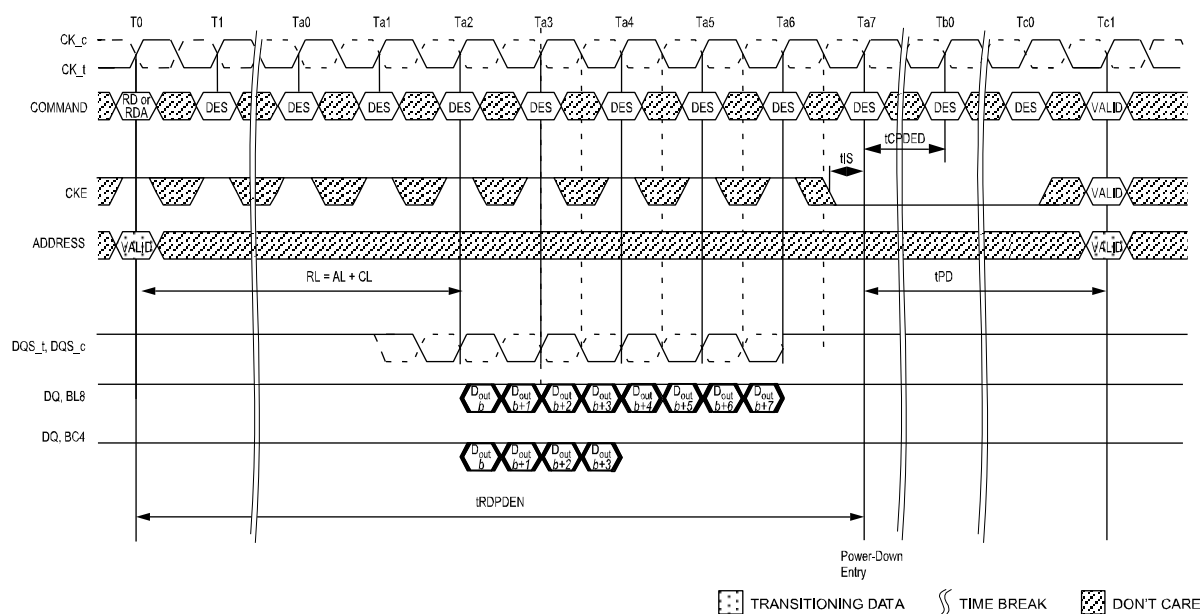 T0 T1 Ta0 Ta1 Ta2 Ta3 Ta4 Ta5 Ta6 Ta7 Tb0 Tc0 Tc1
CK_c
CK_t
COMMAND RD or RDA DES DES DES DES DES DES DES DES DES DES DES VALID
tCPDED
tIS
CKE VALID
ADDRESS VALID VALID
RL = AL + CL tPD
DQS_t, DQS_c
DQ, BL8 Dout b Dout b+1 Dout b+2 Dout b+3 Dout b+4 Dout b+5 Dout b+6 Dout b+7
DQ, BC4 Dout b Dout b+1 Dout b+2 Dout b+3
tRDPDEN
Power-Down
Entry
TRANSITIONING DATA TIME BREAK DON'T CARE